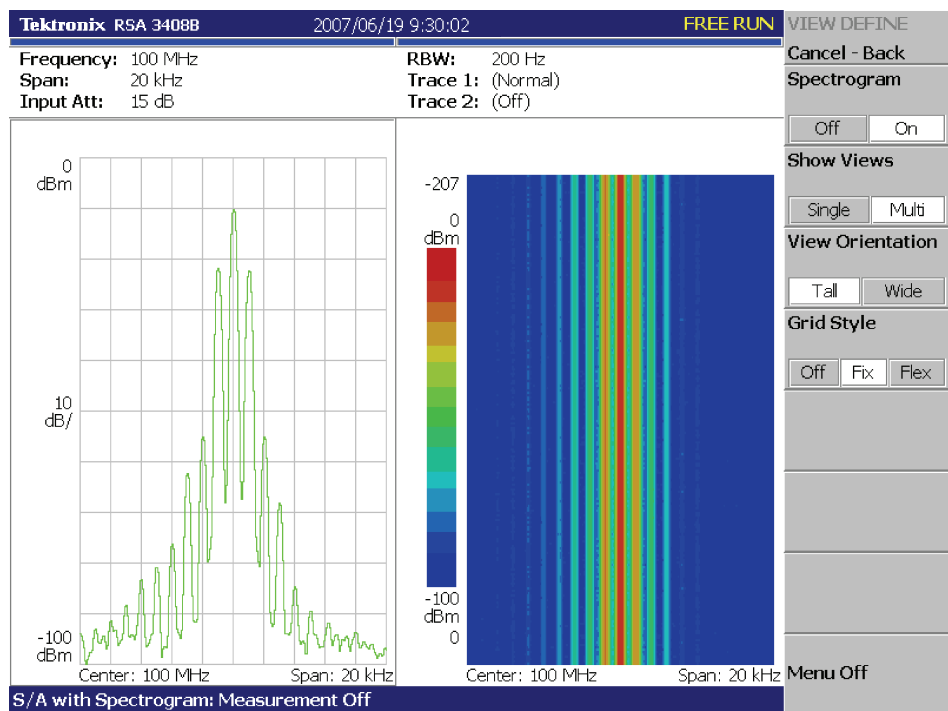 Tektronix RSA 3408B 2007/06/19 9:30:02 FREE RUN
Frequency: 100 MHz
Span: 20 kHz
Input Att: 15 dB
RBW: 200 Hz
Trace 1: (Normal)
Trace 2: (Off)
0
dBm
10
dB/
-100
dBm
Center: 100 MHz Span: 20 kHz
-207
0
dBm
-100
dBm
0
Center: 100 MHz Span: 20 kHz
S/A with Spectrogram: Measurement Off
VIEW DEFINE
Cancel - Back
Spectrogram
Off On
Show Views
Single Multi
View Orientation
Tall Wide
Grid Style
Off Fix Flex
Menu Off